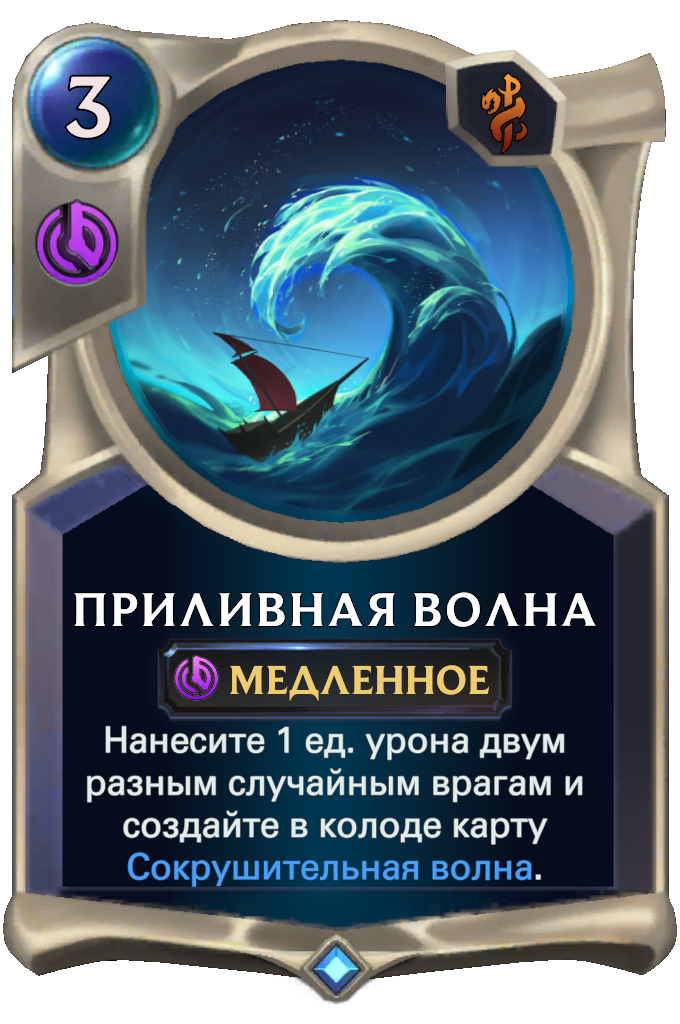 3
ПРИЛИВНАЯ ВОЛНА
МЕДЛЕННОЕ
Нанесите 1 ед. урона двум
разным случайным врагам и
создайте в колоде карту
Сокрушительная волна.